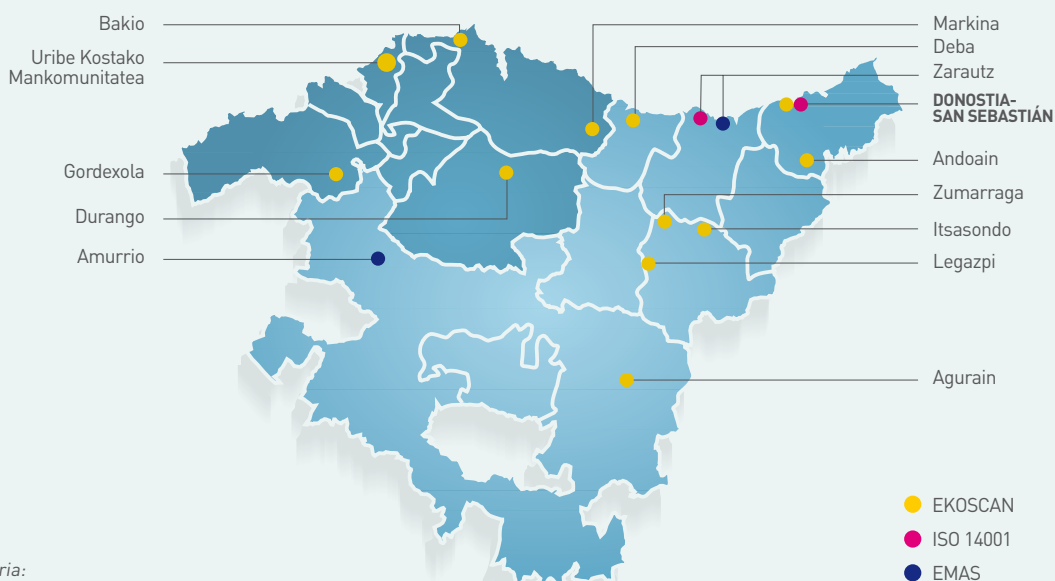 Bakio
Uribe Kostako
Mankomunitatea
Gordexola
Durango
Amurrio
Markina
Deba
Zarautz
DONOSTIA-
SAN SEBASTIÁN
Andoain
Zumarraga
Itsasondo
Legazpi
Agurain
EKOSCAN
ISO 14001
EMAS
ria: